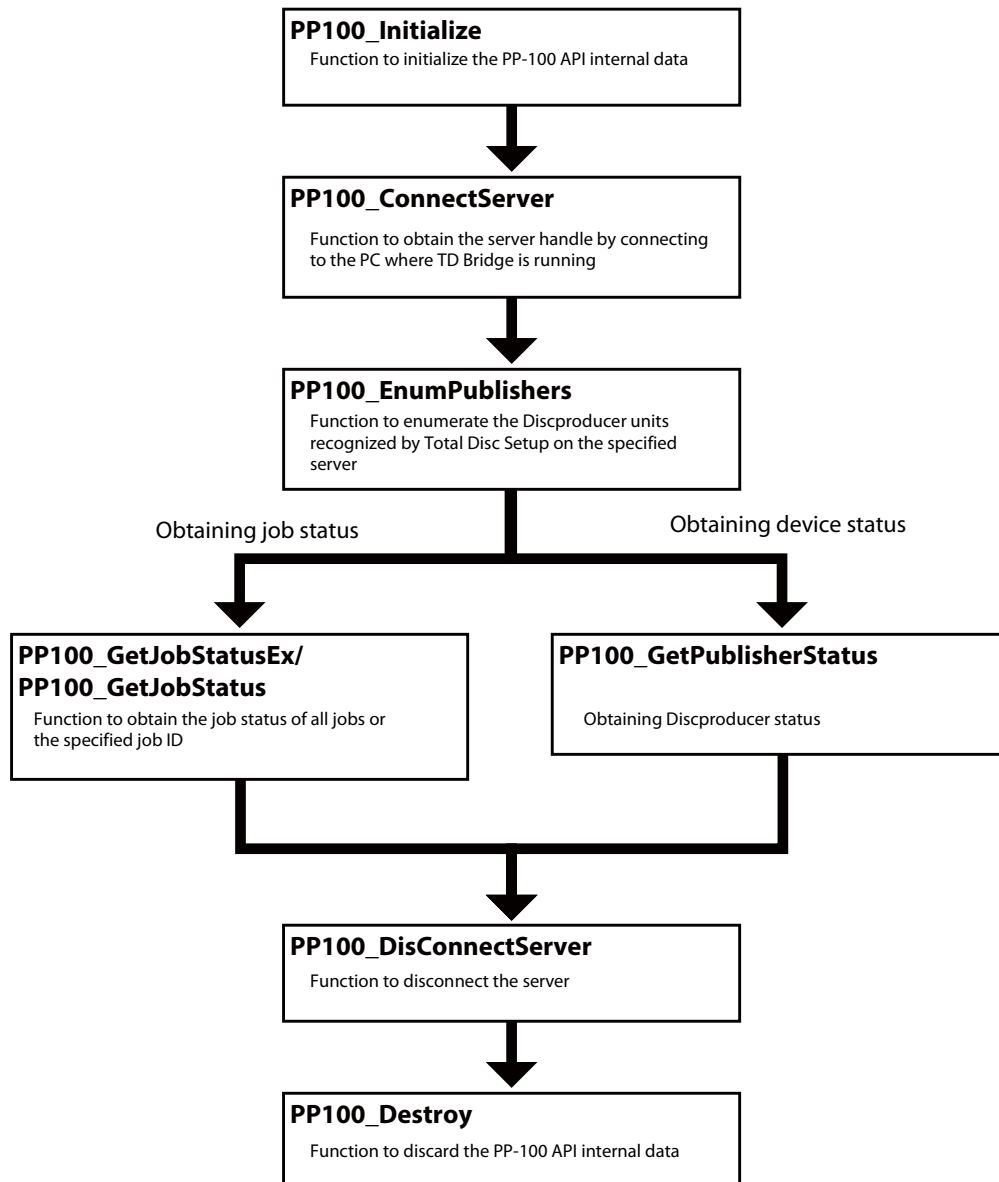 PP100_Initialize
Function to initialize the PP-100 API internal data
PP100_ConnectServer
Function to obtain the server handle by connecting
to the PC where TD Bridge is running
PP100_EnumPublishers
Function to enumerate the Discproducer units
recognized by Total Disc Setup on the specified
server
Obtaining job status
Obtaining device status
PP100_GetJobStatusEx/
PP100_GetJobStatus
Function to obtain the job status of all jobs or
the specified job ID
PP100_GetPublisherStatus
Obtaining Discproducer status
PP100_DisConnectServer
Function to disconnect the server
PP100_Destroy
Function to discard the PP-100 API internal data